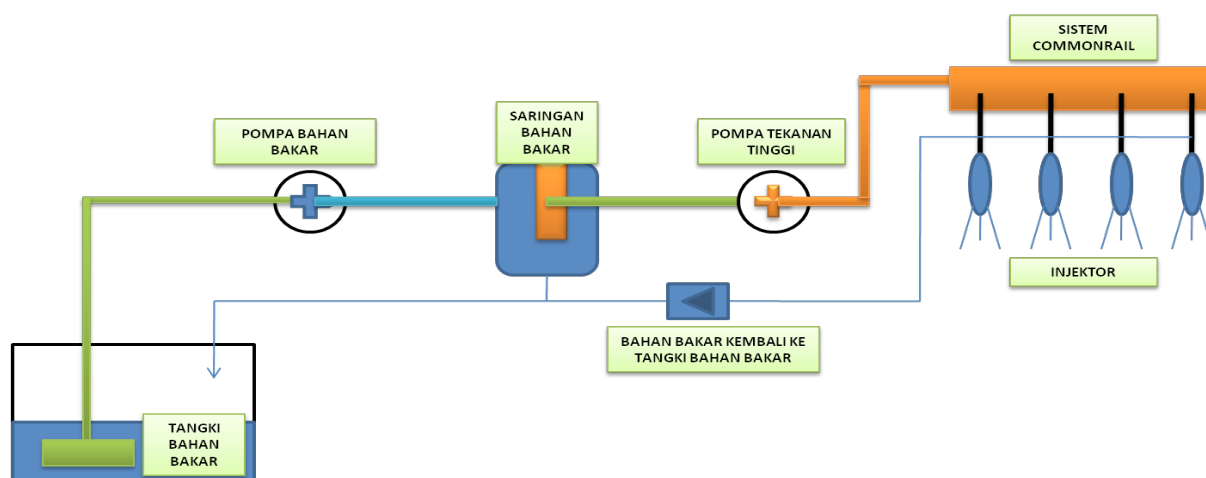 SISTEM
COMMONRAIL
POMPA BAHAN
BAKAR
SARINGAN
BAHAN
BAKAR
POMPA TEKANAN
TINGGI
INJEKTOR
BAHAN BAKAR KEMBALI KE
TANGKI BAHAN BAKAR
TANGKI
BAHAN
BAKAR